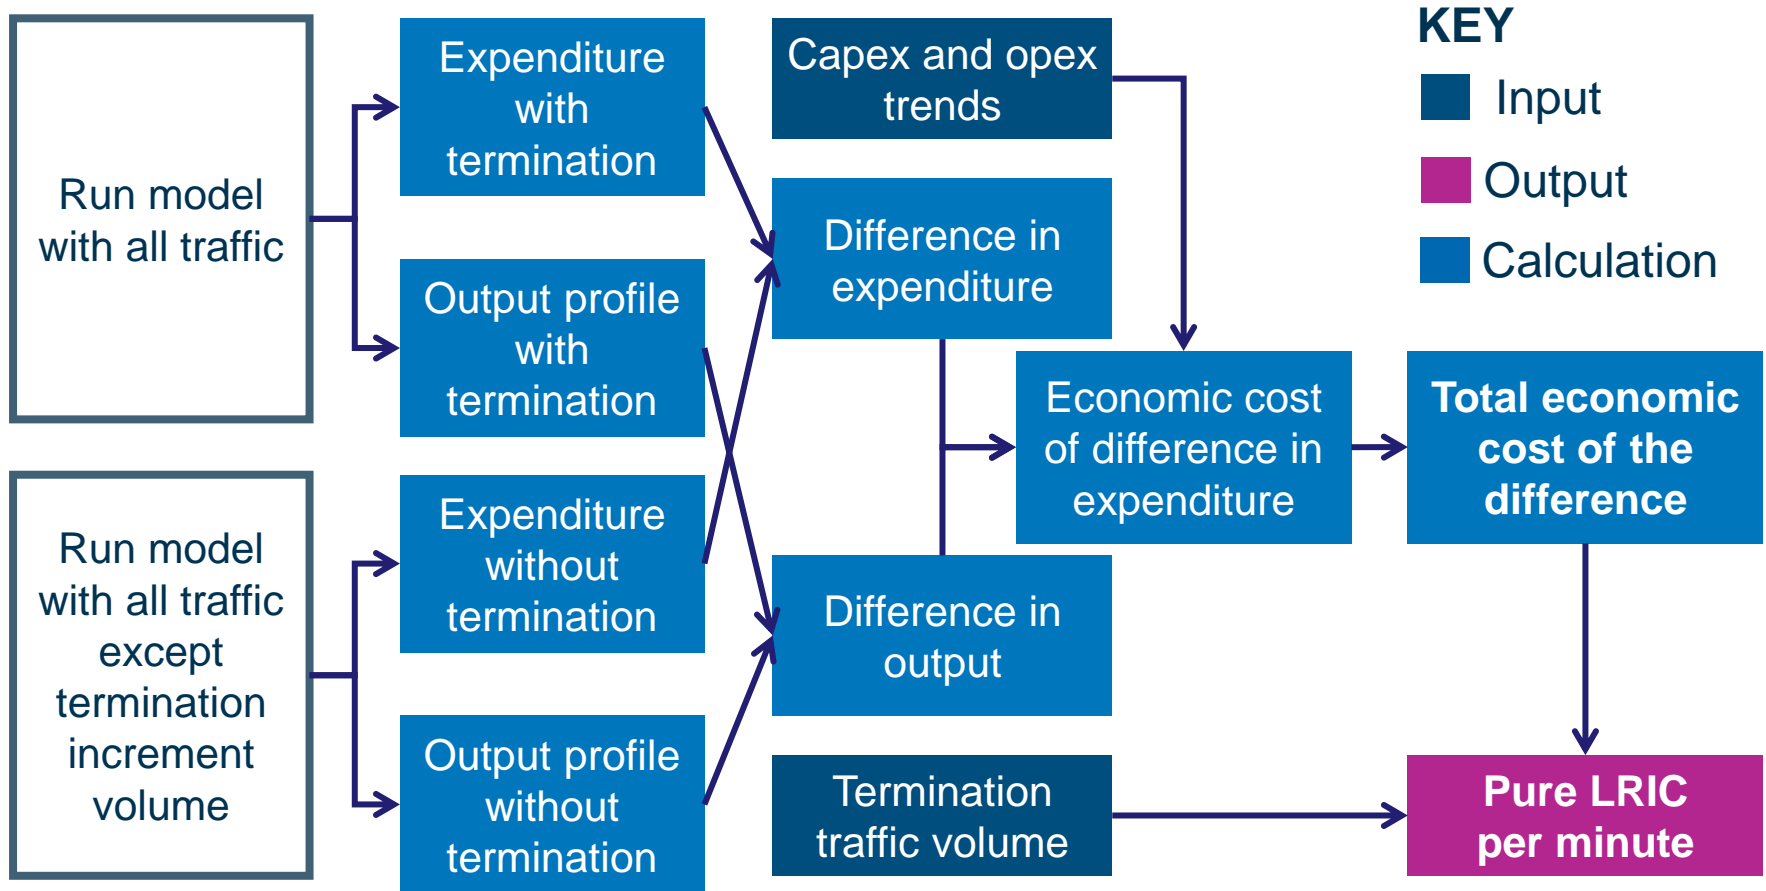 Run model
with all traffic
Run model
with all traffic
except
termination
increment
volume
Expenditure
with
termination
Output profile
with
termination
Expenditure
without
termination
Output profile
without
termination
Capex and opex
trends
Difference in
expenditure
Difference in
output
Termination
traffic volume
Economic cost
of difference in
expenditure
Total economic
cost of the
difference
Pure LRIC
per minute
KEY
Input
Output
Calculation